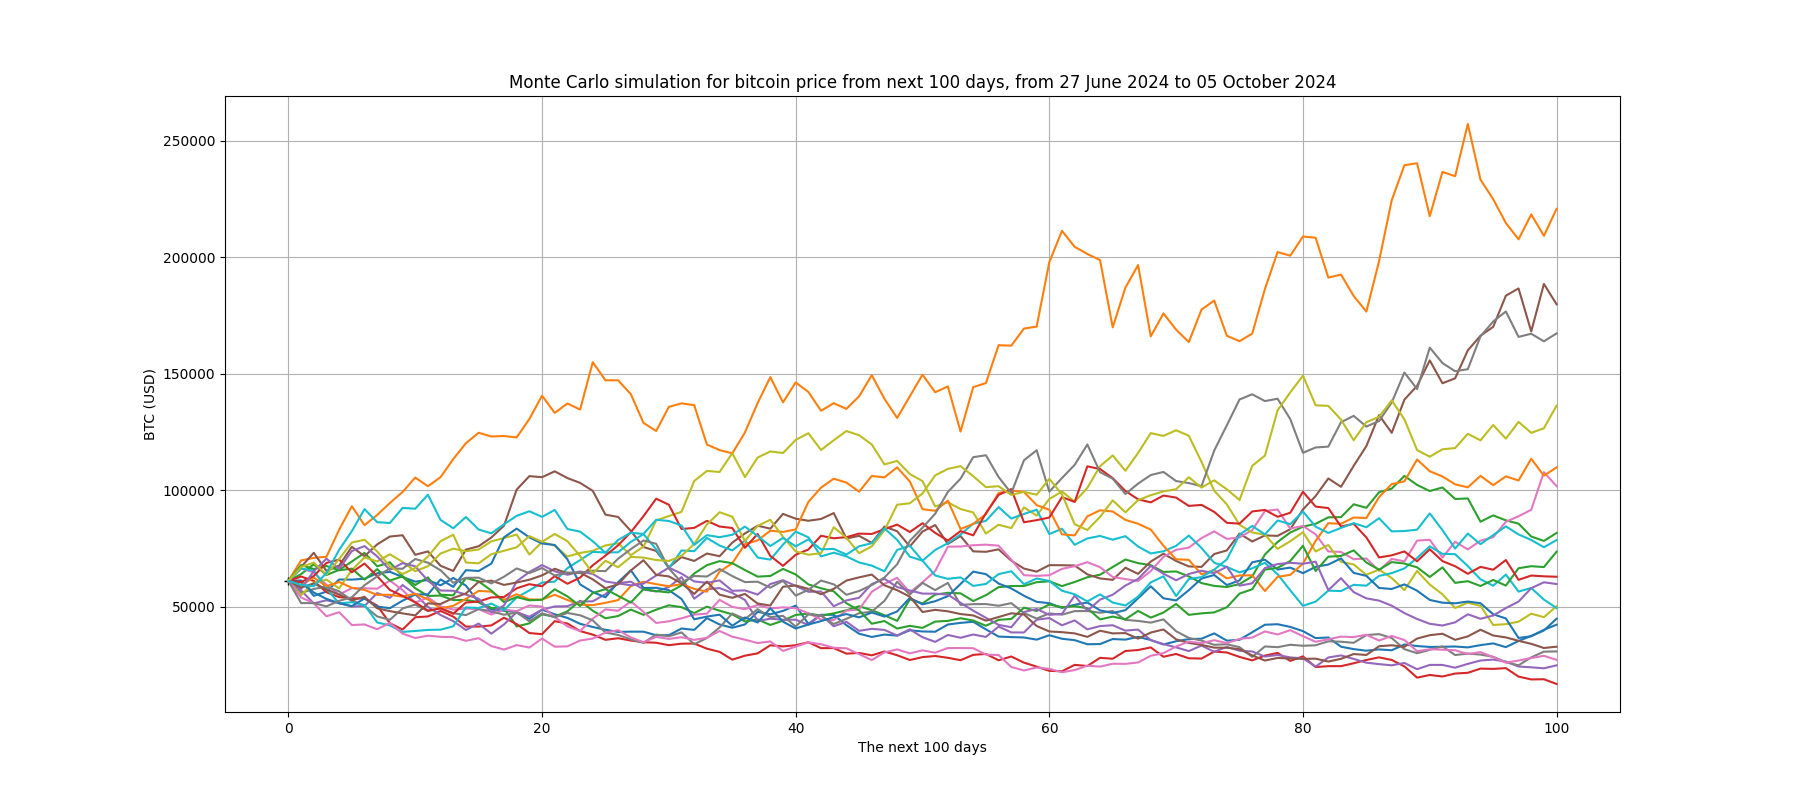 Monte Carlo simulation for bitcoin price from next 100 days, from 27 June 2024 to 05 October 2024
250000
200000
150000
100000
50000
BTC (USD)
0 20 40 60 80 100
The next 100 days